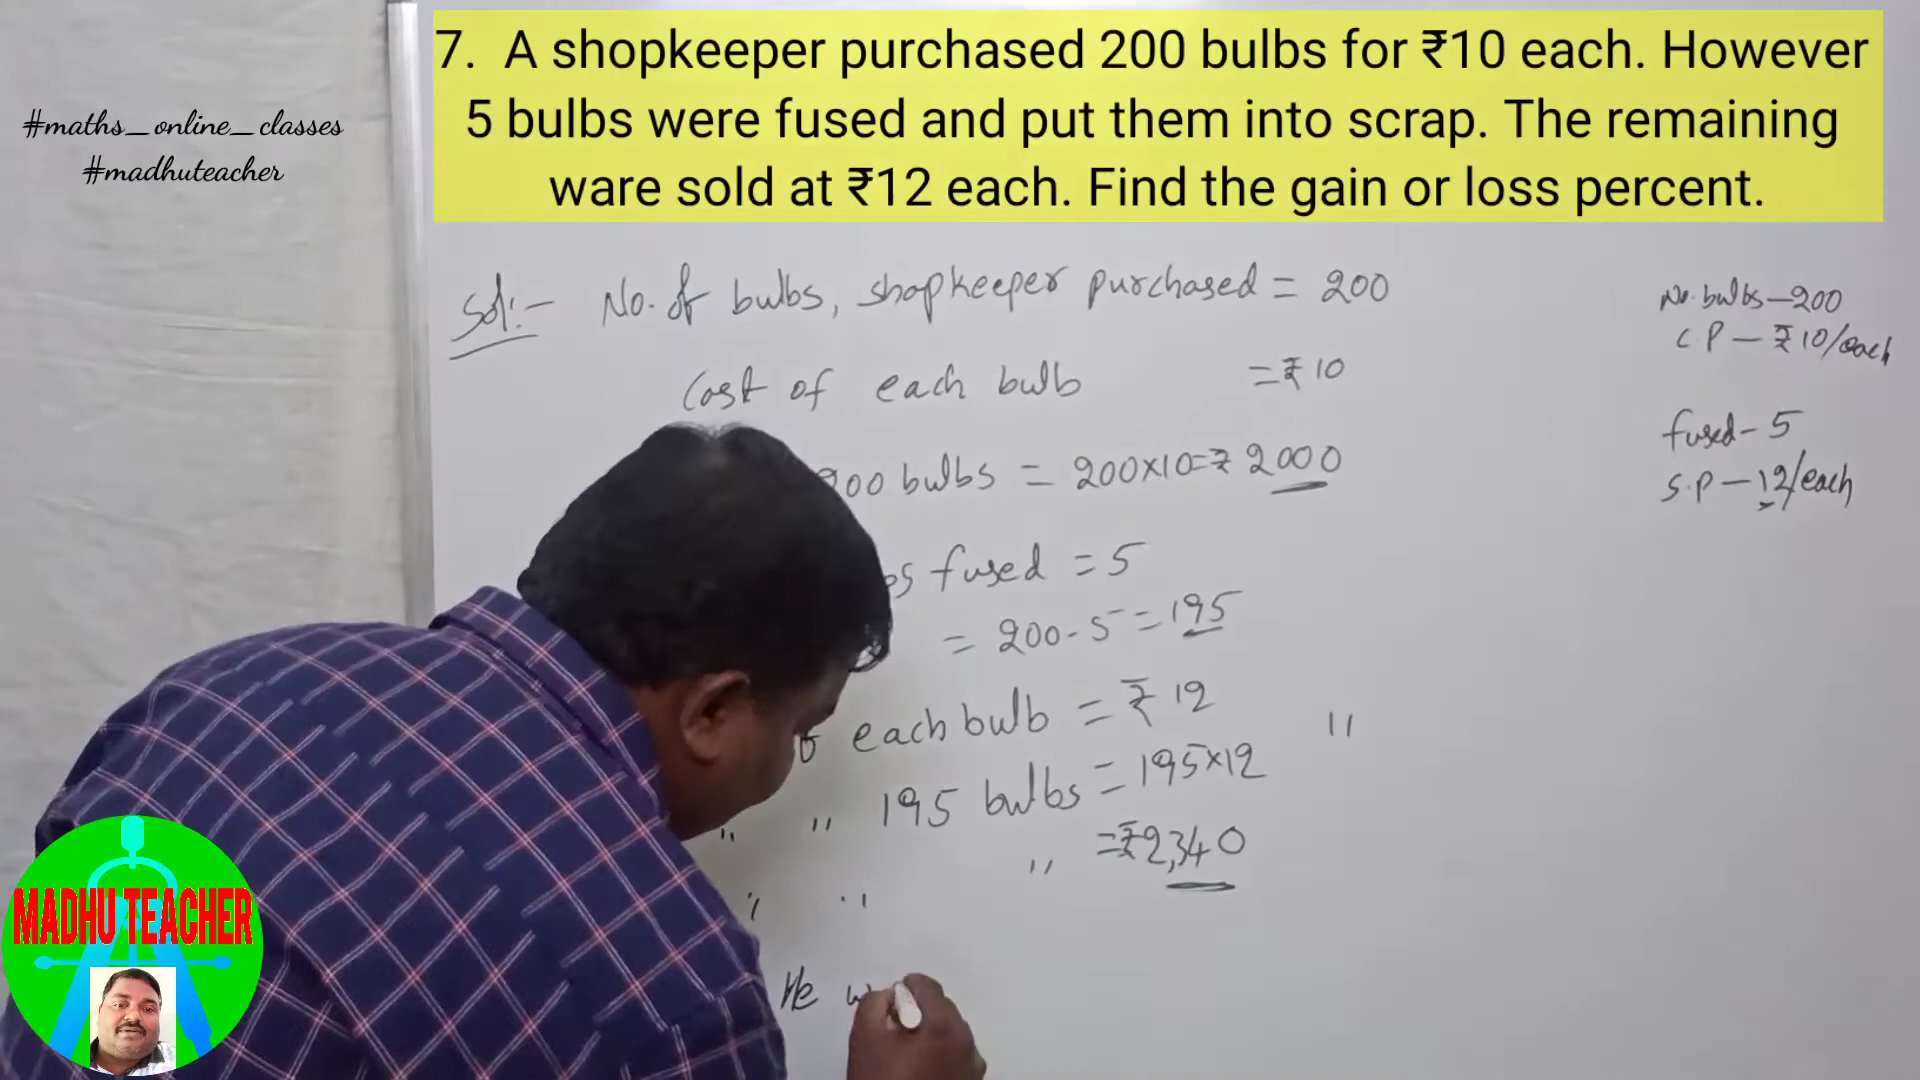 7. A shopkeeper purchased 200 bulbs for ₹10 each. However
5 bulbs were fused and put them into scrap. The remaining
ware sold at ₹12 each. Find the gain or loss percent.
#maths_online_classes
#madhuteacher
Sol:- No. of bulbs, shopkeeper purchased = 200
Cost of each bulb = ₹10
200 bulbs = 200×10=₹2000
fused = 5
= 200-5 = 195
each bulb = ₹12 "
" " 195 bulbs = 195×12
" = ₹2,340
" "
He
No. bulbs-200
C.P - ₹10/each
fused- 5
S.P - 12/each
MADHU TEACHER